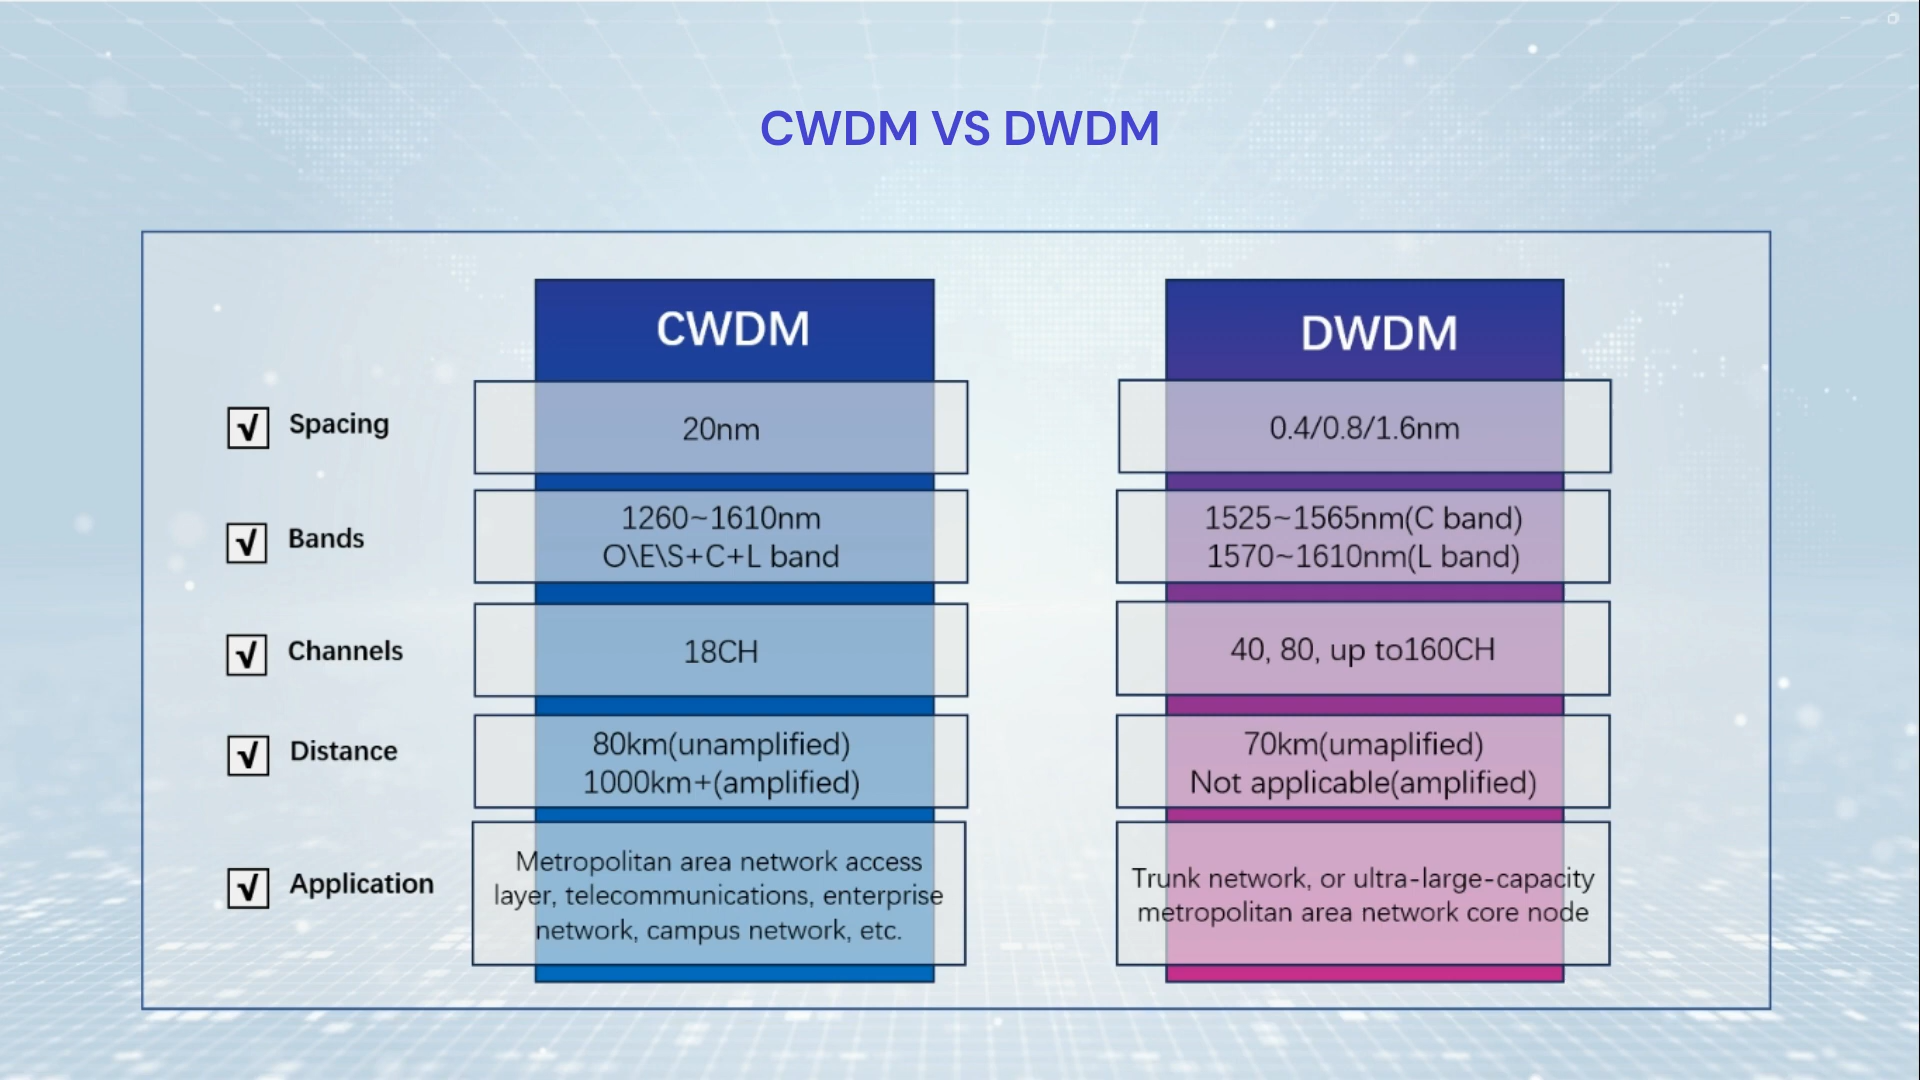 CWDM VS DWDM
CWDM
DWDM
√ Spacing
20nm
0.4/0.8/1.6nm
√ Bands
1260~1610nm
O\E\S+C+L band
1525~1565nm(C band)
1570~1610nm(L band)
√ Channels
18CH
40, 80, up to160CH
√ Distance
80km(unamplified)
1000km+(amplified)
70km(umaplified)
Not applicable(amplified)
√ Application
Metropolitan area network access
layer, telecommunications, enterprise
network, campus network, etc.
Trunk network, or ultra-large-capacity
metropolitan area network core node